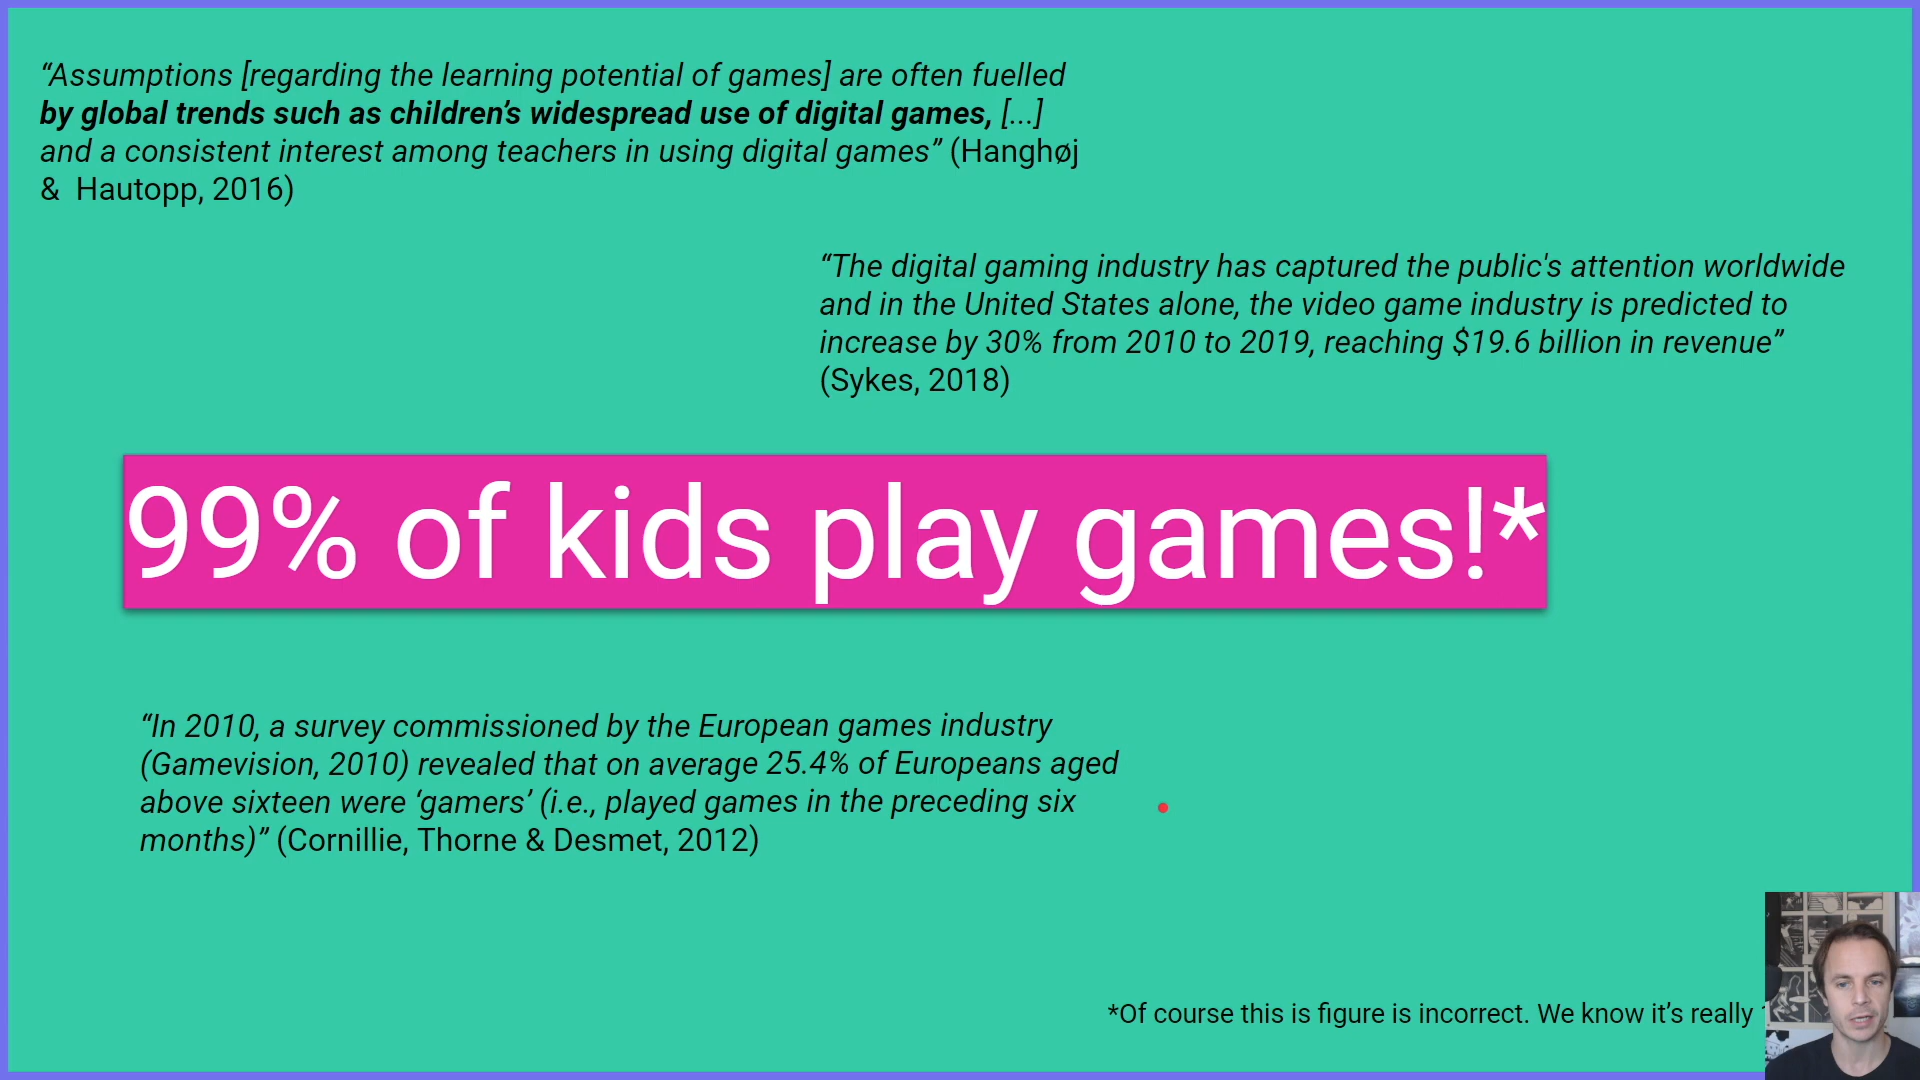 “Assumptions [regarding the learning potential of games] are often fuelled
by global trends such as children’s widespread use of digital games, [...]
and a consistent interest among teachers in using digital games” (Hanghøj
& Hautopp, 2016)
“The digital gaming industry has captured the public's attention worldwide
and in the United States alone, the video game industry is predicted to
increase by 30% from 2010 to 2019, reaching $19.6 billion in revenue”
(Sykes, 2018)
99% of kids play games!*
“In 2010, a survey commissioned by the European games industry
(Gamevision, 2010) revealed that on average 25.4% of Europeans aged
above sixteen were ‘gamers’ (i.e., played games in the preceding six
months)” (Cornillie, Thorne & Desmet, 2012)
*Of course this is figure is incorrect. We know it’s really